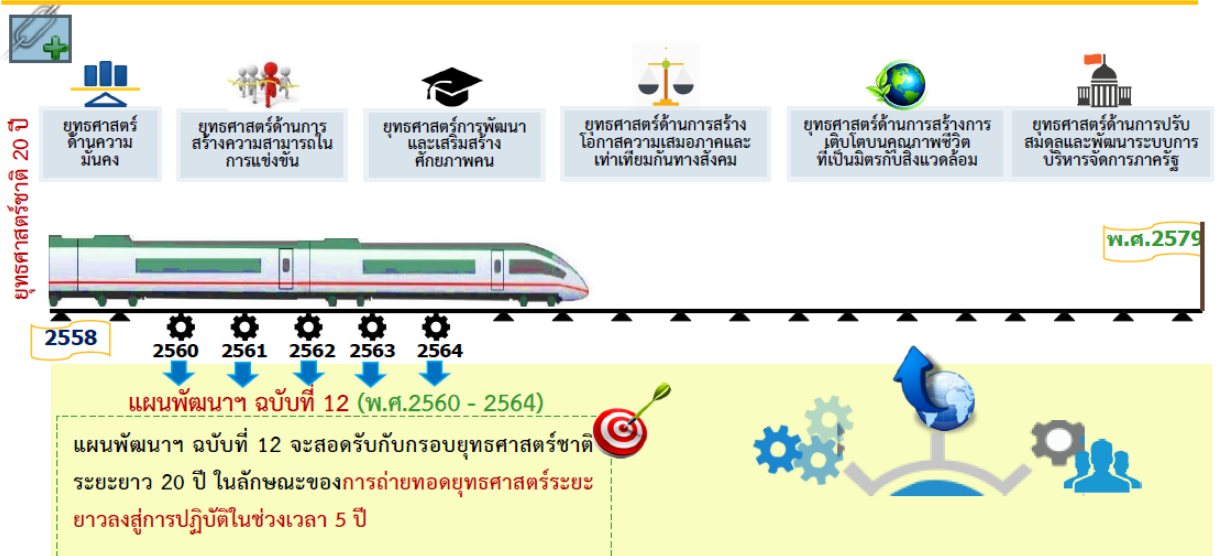 ยุทธศาสตร์ชาติ 20 ปี
ยุทธศาสตร์
ด้านความ
มั่นคง
ยุทธศาสตร์ด้านการ
สร้างความสามารถใน
การแข่งขัน
ยุทธศาสตร์การพัฒนา
และเสริมสร้าง
ศักยภาพคน
ยุทธศาสตร์ด้านการสร้าง
โอกาสความเสมอภาคและ
เท่าเทียมกันทางสังคม
ยุทธศาสตร์ด้านการสร้างการ
เติบโตบนคุณภาพชีวิต
ที่เป็นมิตรกับสิ่งแวดล้อม
ยุทธศาสตร์ด้านการปรับ
สมดุลและพัฒนาระบบการ
บริหารจัดการภาครัฐ
พ.ศ.2579
2558
2560 2561 2562 2563 2564
แผนพัฒนาฯ ฉบับที่ 12 (พ.ศ.2560 - 2564)
แผนพัฒนาฯ ฉบับที่ 12 จะสอดรับกับกรอบยุทธศาสตร์ชาติ
ระยะยาว 20 ปี ในลักษณะของการถ่ายทอดยุทธศาสตร์ระยะ
ยาวลงสู่การปฏิบัติในช่วงเวลา 5 ปี